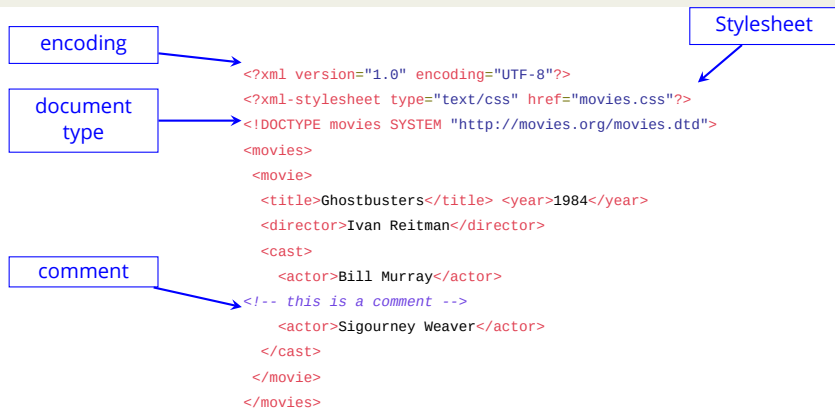 Stylesheet
encoding
<?xml version="1.0" encoding="UTF-8"?>
<?xml-stylesheet type="text/css" href="movies.css"?>
document
type
<!DOCTYPE movies SYSTEM "http://movies.org/movies.dtd">
<movies>
<movie>
<title>Ghostbusters</title> <year>1984</year>
<director>Ivan Reitman</director>
<cast>
<actor>Bill Murray</actor>
comment
<!-- this is a comment -->
<actor>Sigourney Weaver</actor>
</cast>
</movie>
</movies>